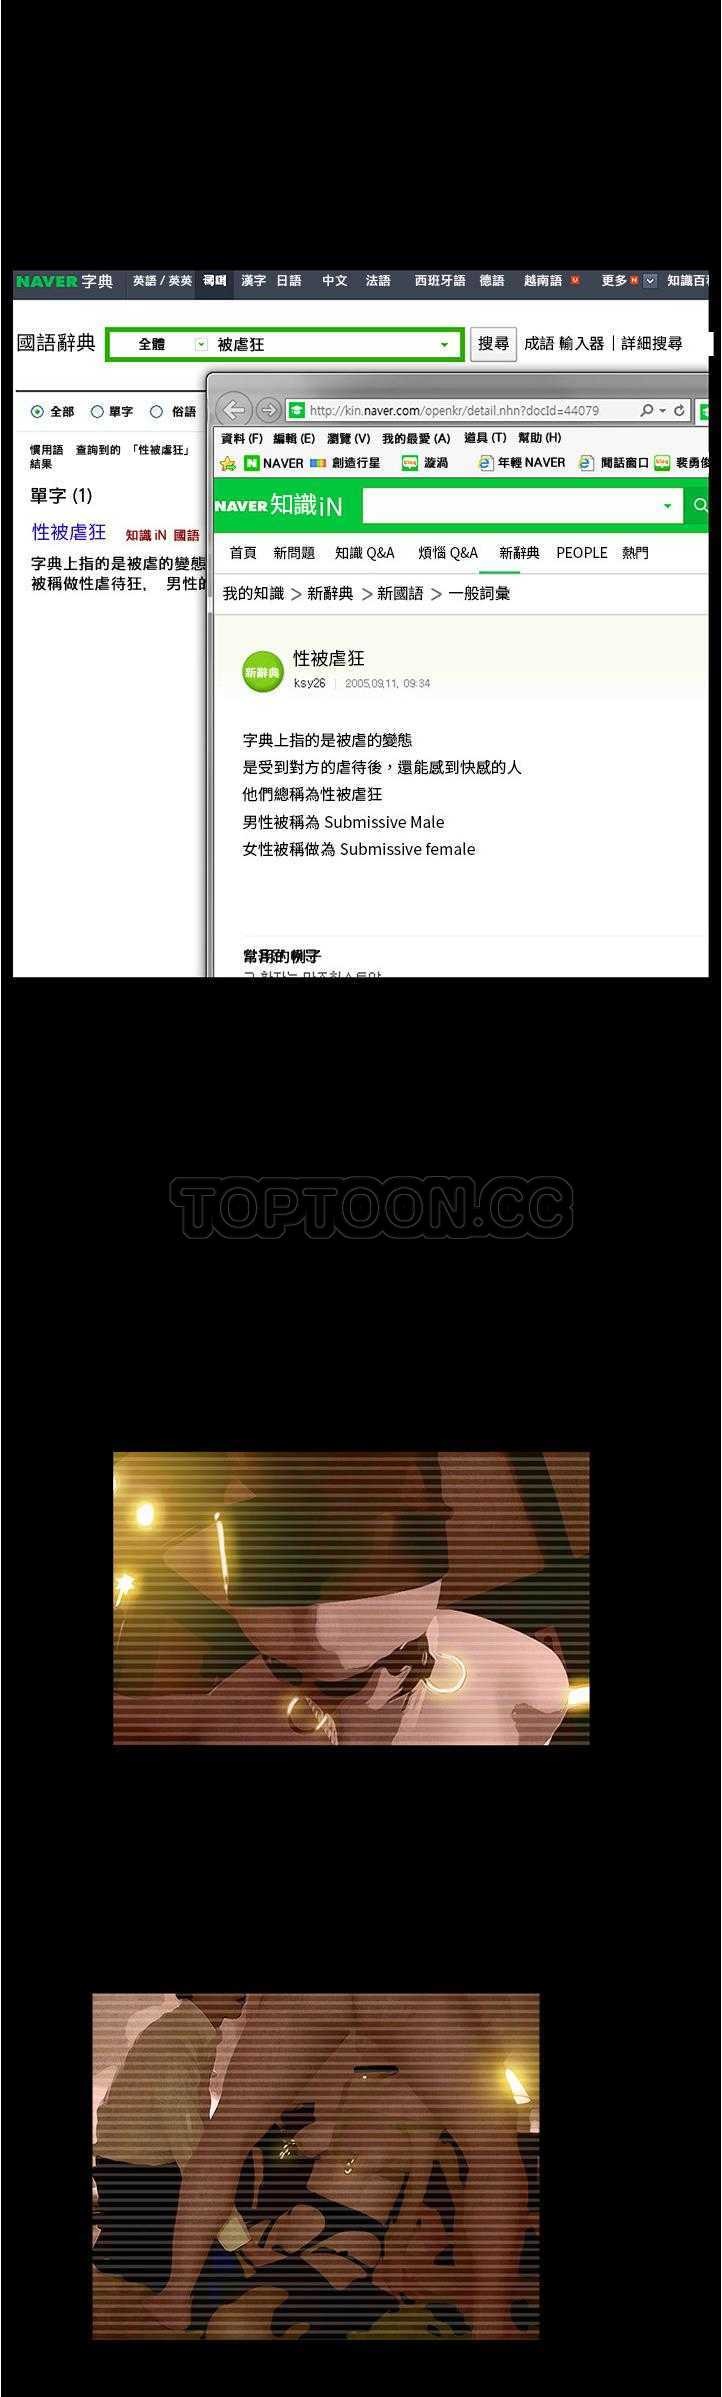 NAVER 字典 英語 / 英英 漢字 日語 中文 法語 西班牙語 德語 越南語 更多 知識百科
國語辭典 全體 被虐狂 搜尋 成語 輸入器 | 詳細搜尋
全部 單字 俗語
慣用語 查詢到的 「性被虐狂」
結果
單字 (1)
性被虐狂 知識 iN 國語
字典上指的是被虐的變態
被稱做性虐待狂, 男性的
http://kin.naver.com/openkr/detail.nhn?docId=44079
資料 (F) 編輯 (E) 瀏覽 (V) 我的最愛 (A) 道具 (T) 幫助 (H)
NAVER 創造行星 blog 漩渦 年輕 NAVER 閒話窗口 blog 裴勇俊
NAVER 知識iN
首頁 新問題 知識 Q&A 煩惱 Q&A 新辭典 PEOPLE 熱門
我的知識 > 新辭典 > 新國語 > 一般詞彙
新辭典 性被虐狂
ksy26 | 2005.09.11. 09:34
字典上指的是被虐的變態
是受到對方的虐待後，還能感到快感的人
他們總稱為性被虐狂
男性被稱為 Submissive Male
女性被稱做為 Submissive female
TOPTOON.CC